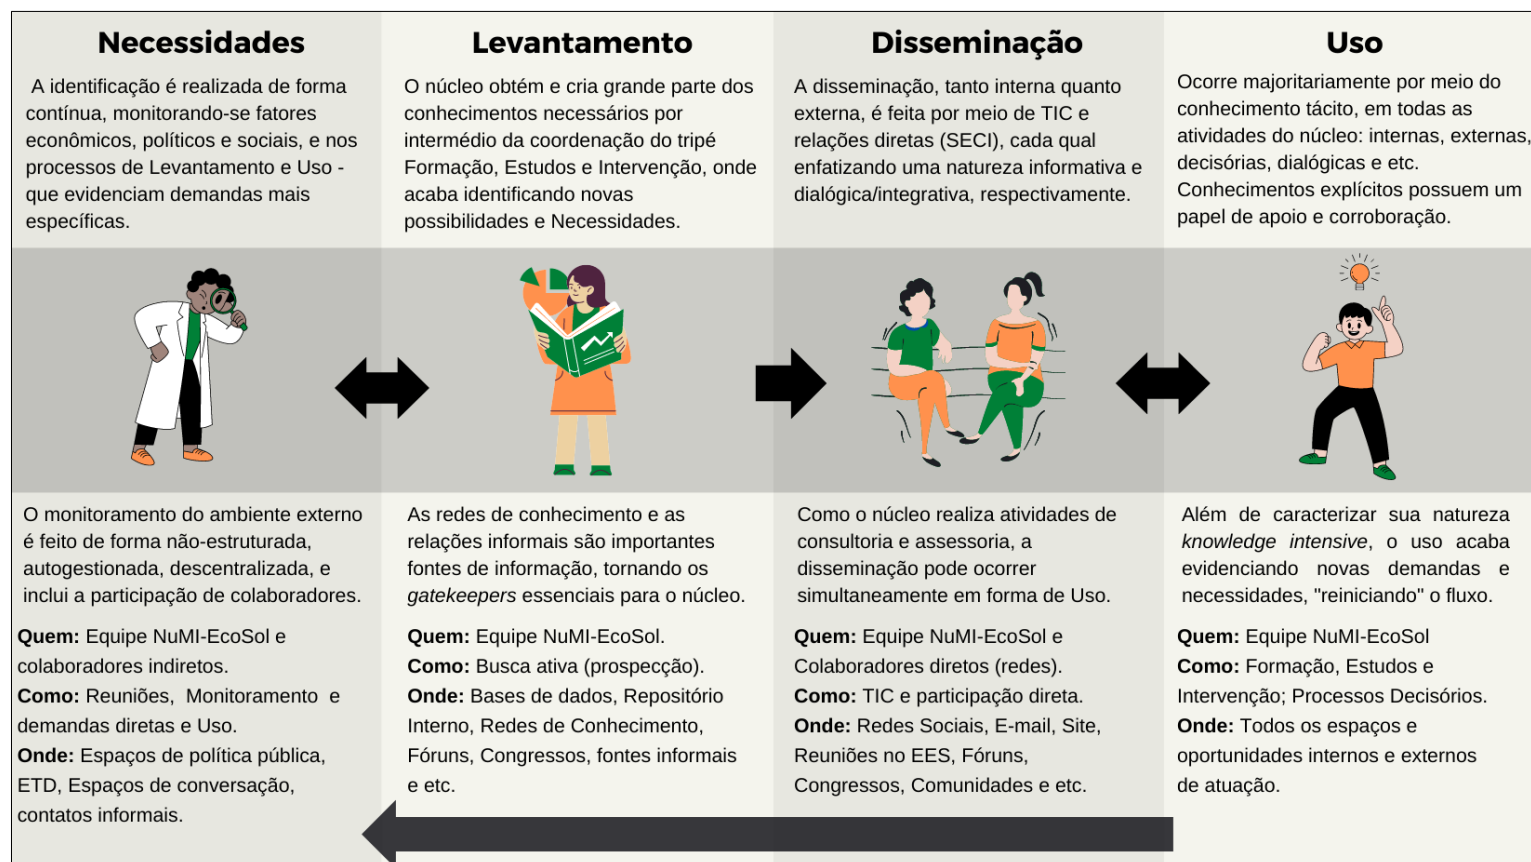 Necessidades
A identificação é realizada de forma
contínua, monitorando-se fatores
econômicos, políticos e sociais, e nos
processos de Levantamento e Uso -
que evidenciam demandas mais
específicas.
O monitoramento do ambiente externo
é feito de forma não-estruturada,
autogestionada, descentralizada, e
inclui a participação de colaboradores.
Quem: Equipe NuMI-EcoSol e
colaboradores indiretos.
Como: Reuniões, Monitoramento e
demandas diretas e Uso.
Onde: Espaços de política pública,
ETD, Espaços de conversação,
contatos informais.
Levantamento
O núcleo obtém e cria grande parte dos
conhecimentos necessários por
intermédio da coordenação do tripé
Formação, Estudos e Intervenção, onde
acaba identificando novas
possibilidades e Necessidades.
As redes de conhecimento e as
relações informais são importantes
fontes de informação, tornando os
gatekeepers essenciais para o núcleo.
Quem: Equipe NuMI-EcoSol.
Como: Busca ativa (prospecção).
Onde: Bases de dados, Repositório
Interno, Redes de Conhecimento,
Fóruns, Congressos, fontes informais
e etc.
Disseminação
A disseminação, tanto interna quanto
externa, é feita por meio de TIC e
relações diretas (SECI), cada qual
enfatizando uma natureza informativa e
dialógica/integrativa, respectivamente.
Como o núcleo realiza atividades de
consultoria e assessoria, a
disseminação pode ocorrer
simultaneamente em forma de Uso.
Quem: Equipe NuMI-EcoSol e
Colaboradores diretos (redes).
Como: TIC e participação direta.
Onde: Redes Sociais, E-mail, Site,
Reuniões no EES, Fóruns,
Congressos, Comunidades e etc.
Uso
Ocorre majoritariamente por meio do
conhecimento tácito, em todas as
atividades do núcleo: internas, externas,
decisórias, dialógicas e etc.
Conhecimentos explícitos possuem um
papel de apoio e corroboração.
Além de caracterizar sua natureza
knowledge intensive, o uso acaba
evidenciando novas demandas e
necessidades, "reiniciando" o fluxo.
Quem: Equipe NuMI-EcoSol
Como: Formação, Estudos e
Intervenção; Processos Decisórios.
Onde: Todos os espaços e
oportunidades internos e externos
de atuação.